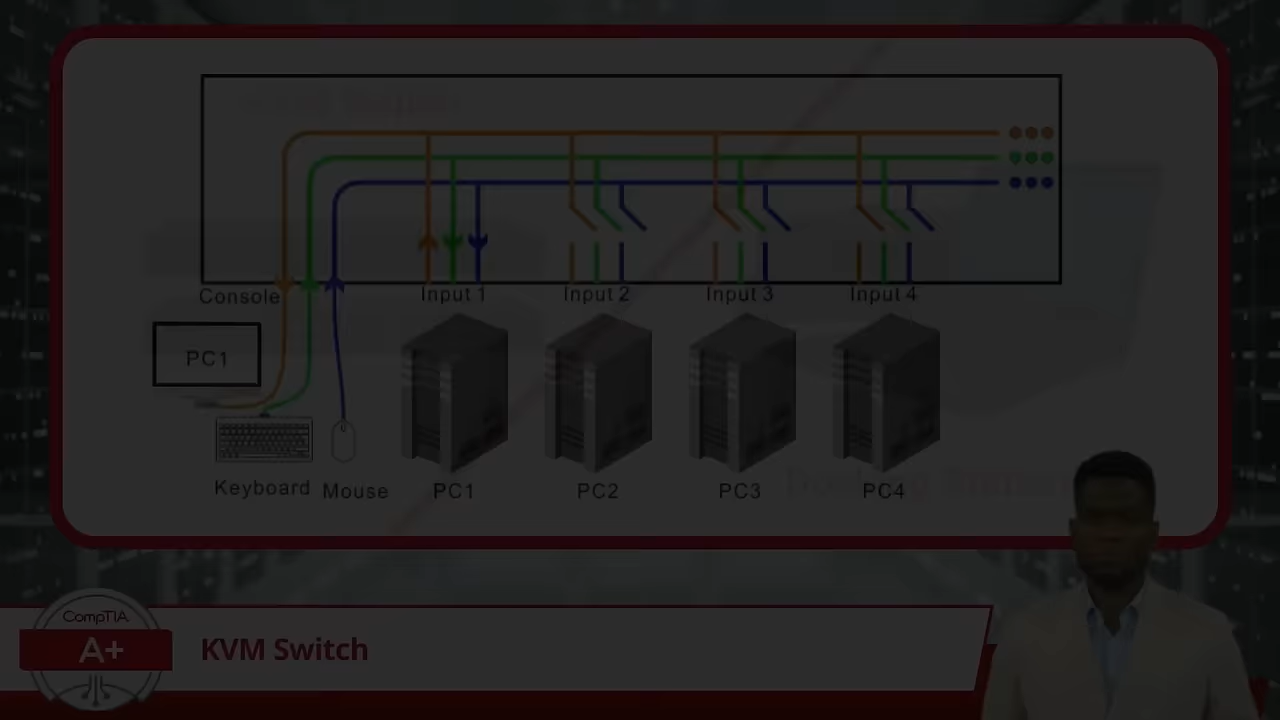 Console
Input 1
Input 2
Input 3
Input 4
PC1
Keyboard
Mouse
PC1
PC2
PC3
PC4
CompTIA
A+
KVM Switch